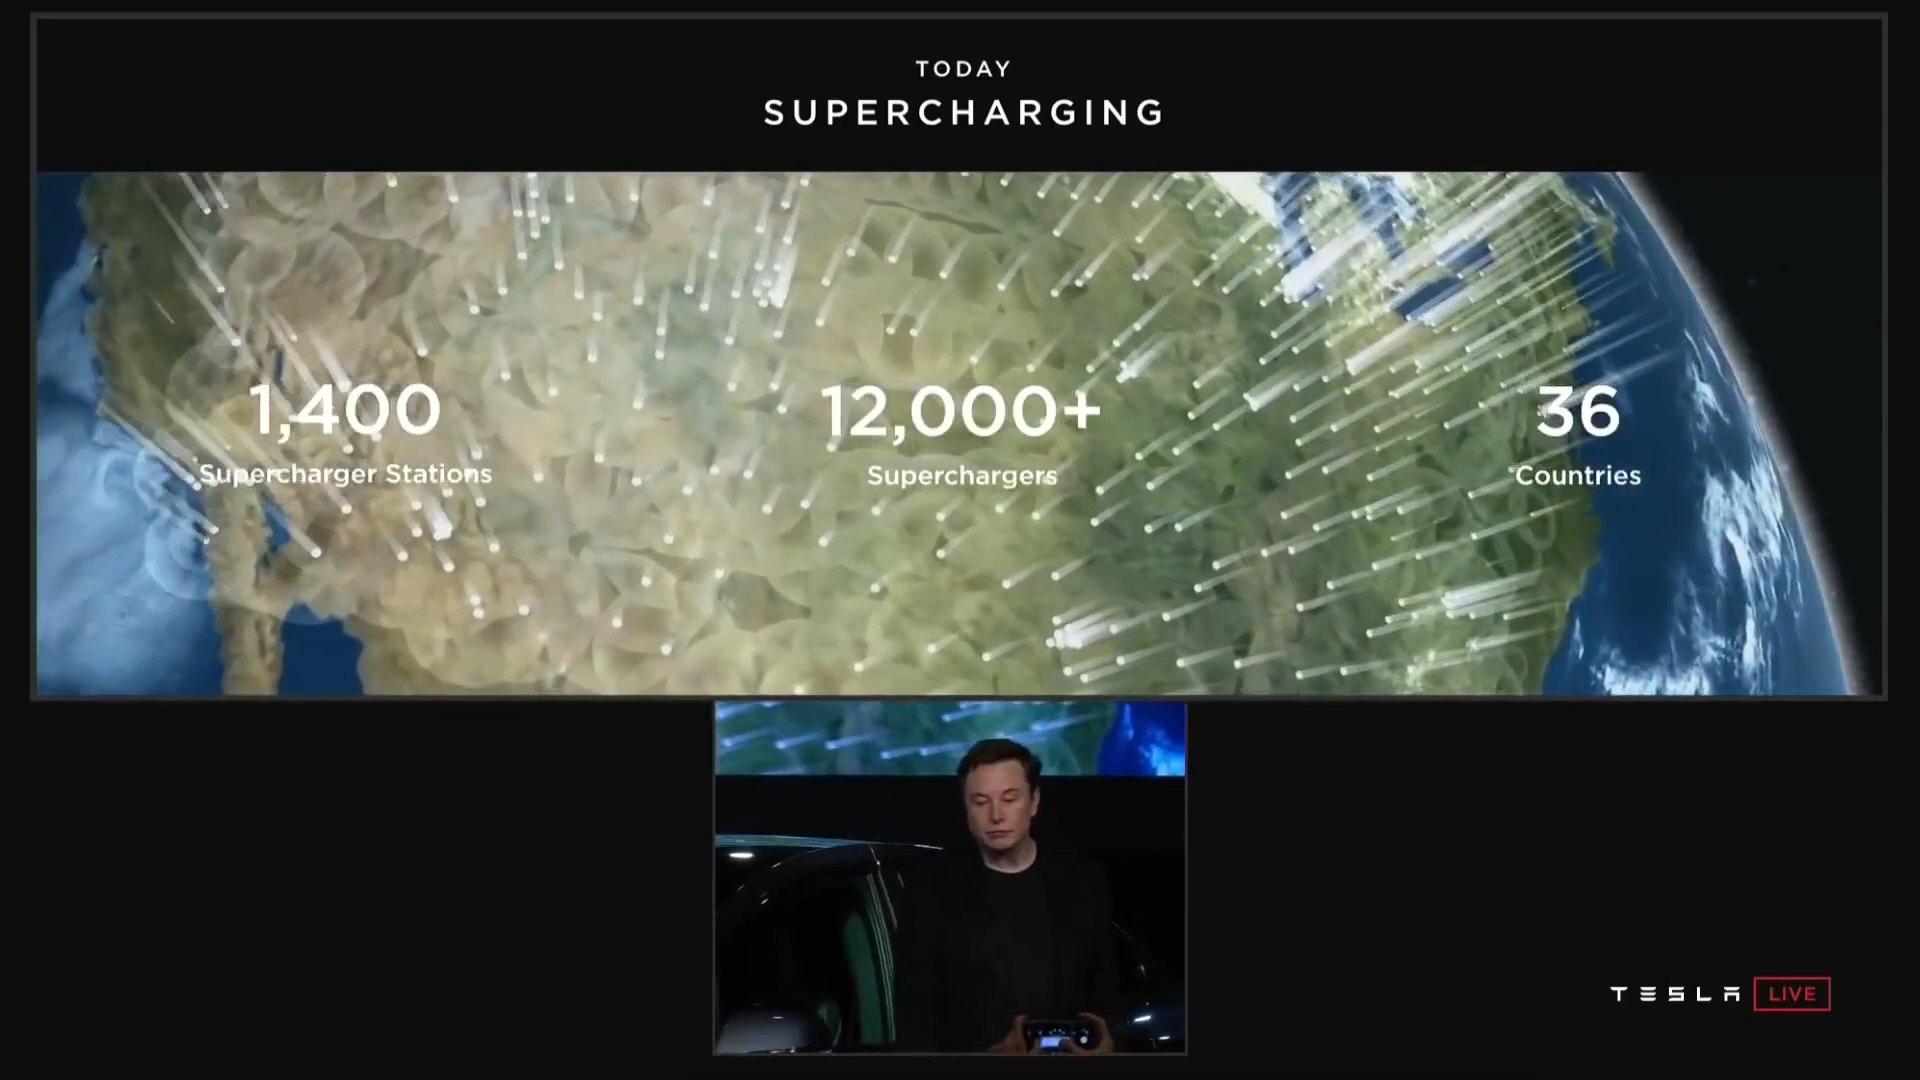 TODAY
SUPERCHARGING
1,400
Supercharger Stations
12,000+
Superchargers
36
Countries
TESLA LIVE